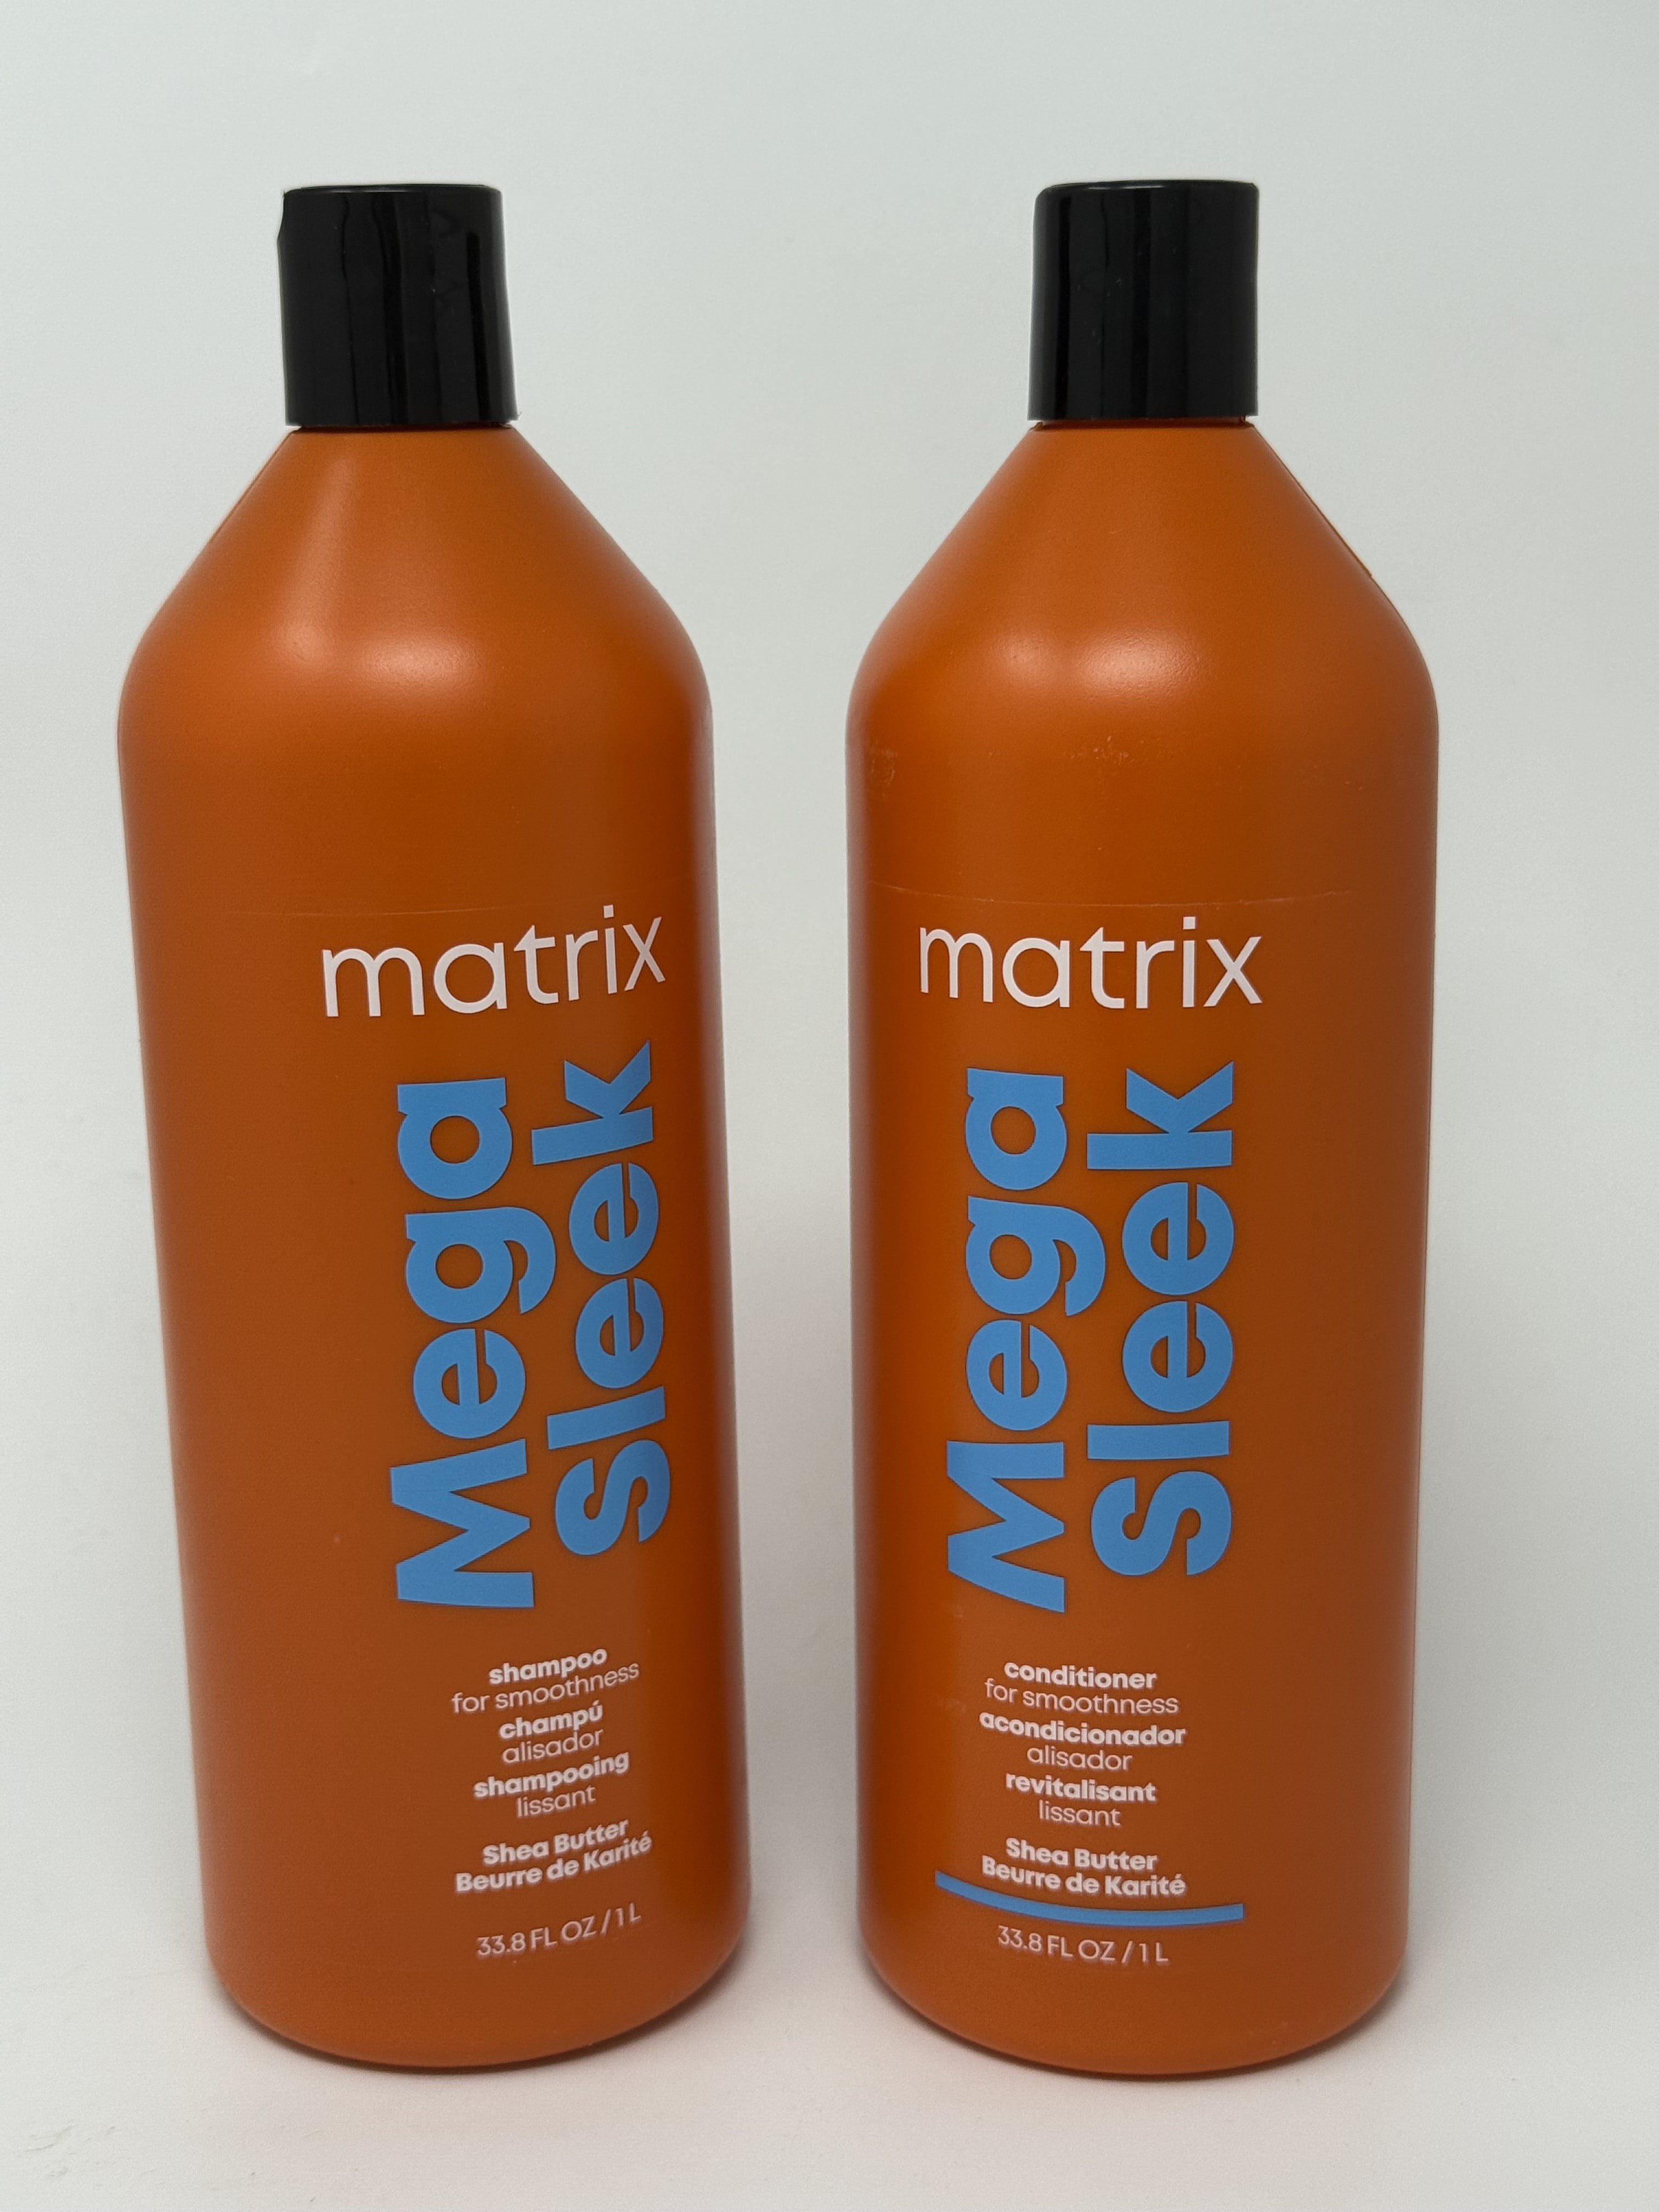 matrix
Mega
Sleek
shampoo
for smoothness
champú
alisador
shampooing
lissant
Shea Butter
Beurre de Karité
33.8 FL OZ / 1 L
matrix
Mega
Sleek
conditioner
for smoothness
acondicionador
alisador
revitalisant
lissant
Shea Butter
Beurre de Karité
33.8 FL OZ / 1 L